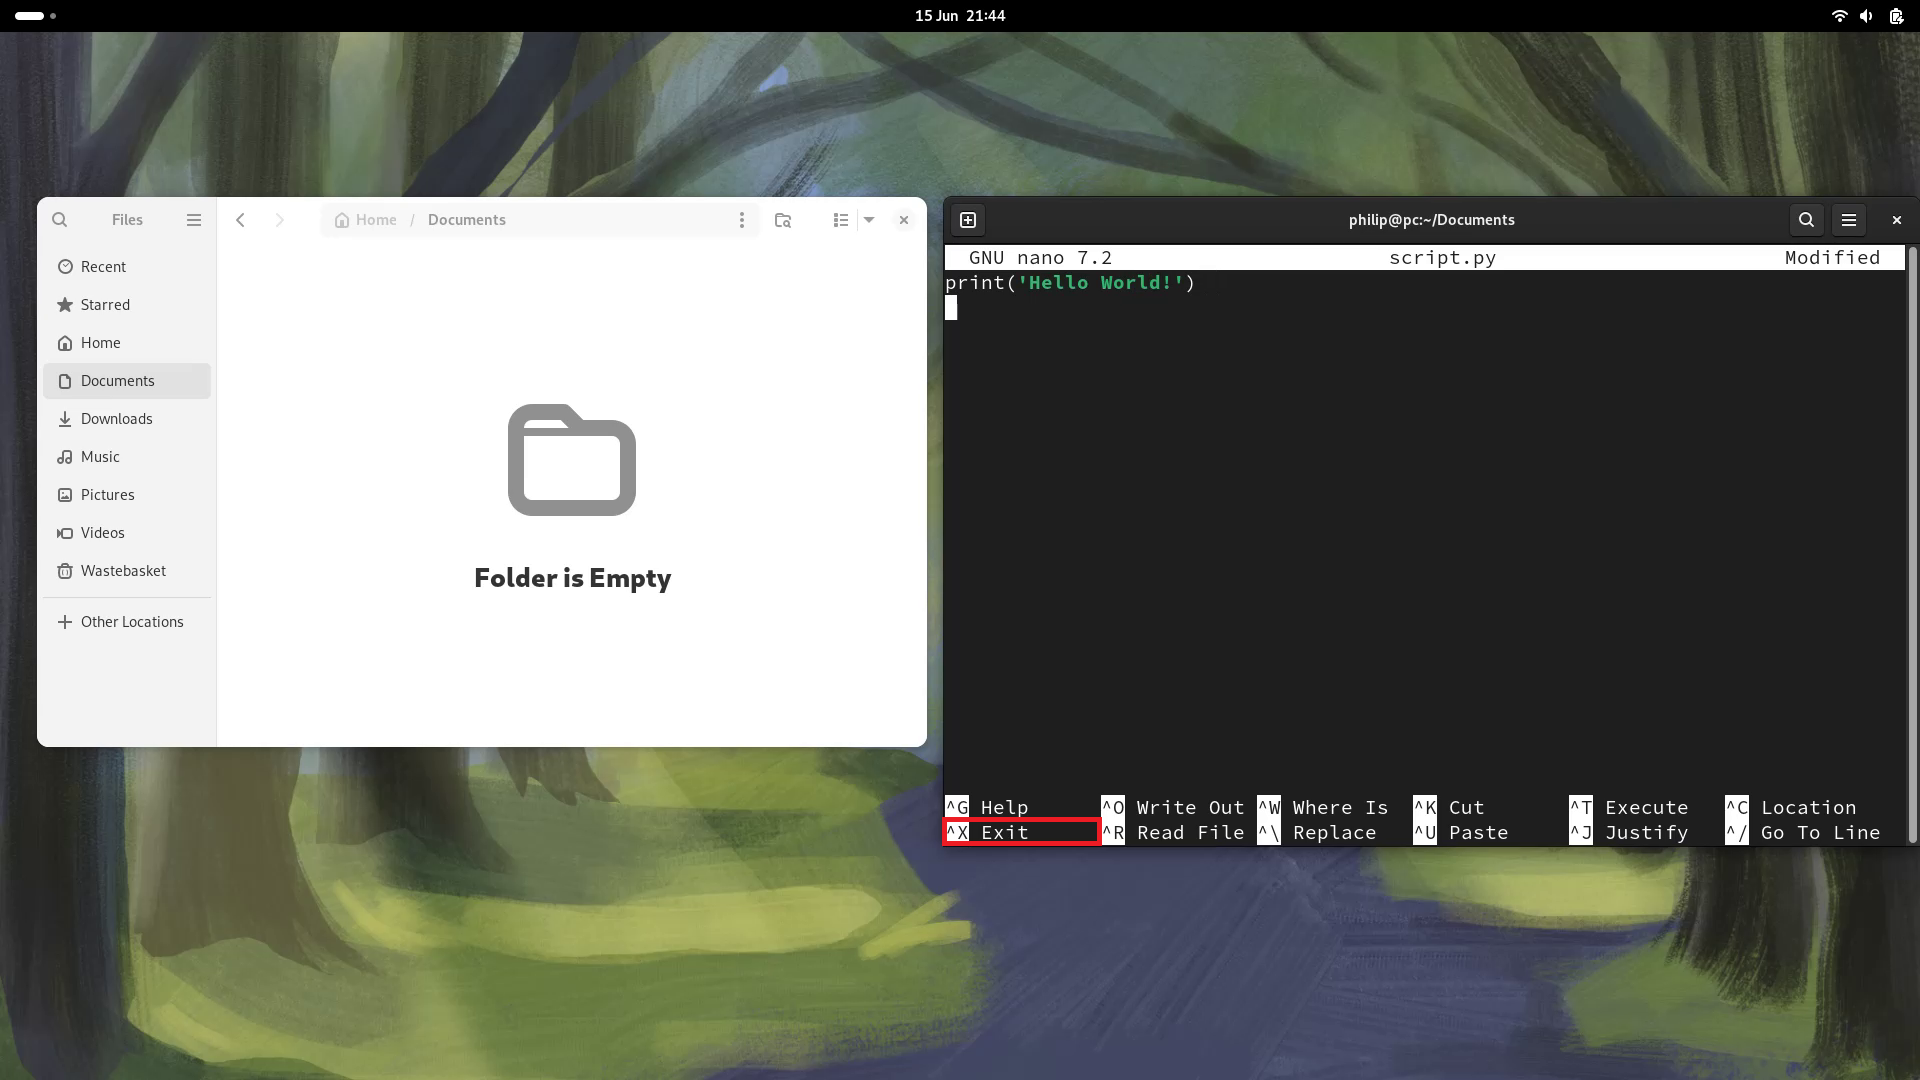 15 Jun 21:44
Files
Home / Documents
Recent
Starred
Home
Documents
Downloads
Music
Pictures
Videos
Wastebasket
Other Locations
Folder is Empty
philip@pc:~/Documents
GNU nano 7.2 script.py Modified
print('Hello World!')
^G Help ^O Write Out ^W Where Is ^K Cut ^T Execute ^C Location
^X Exit ^R Read File ^\ Replace ^U Paste ^J Justify ^/ Go To Line